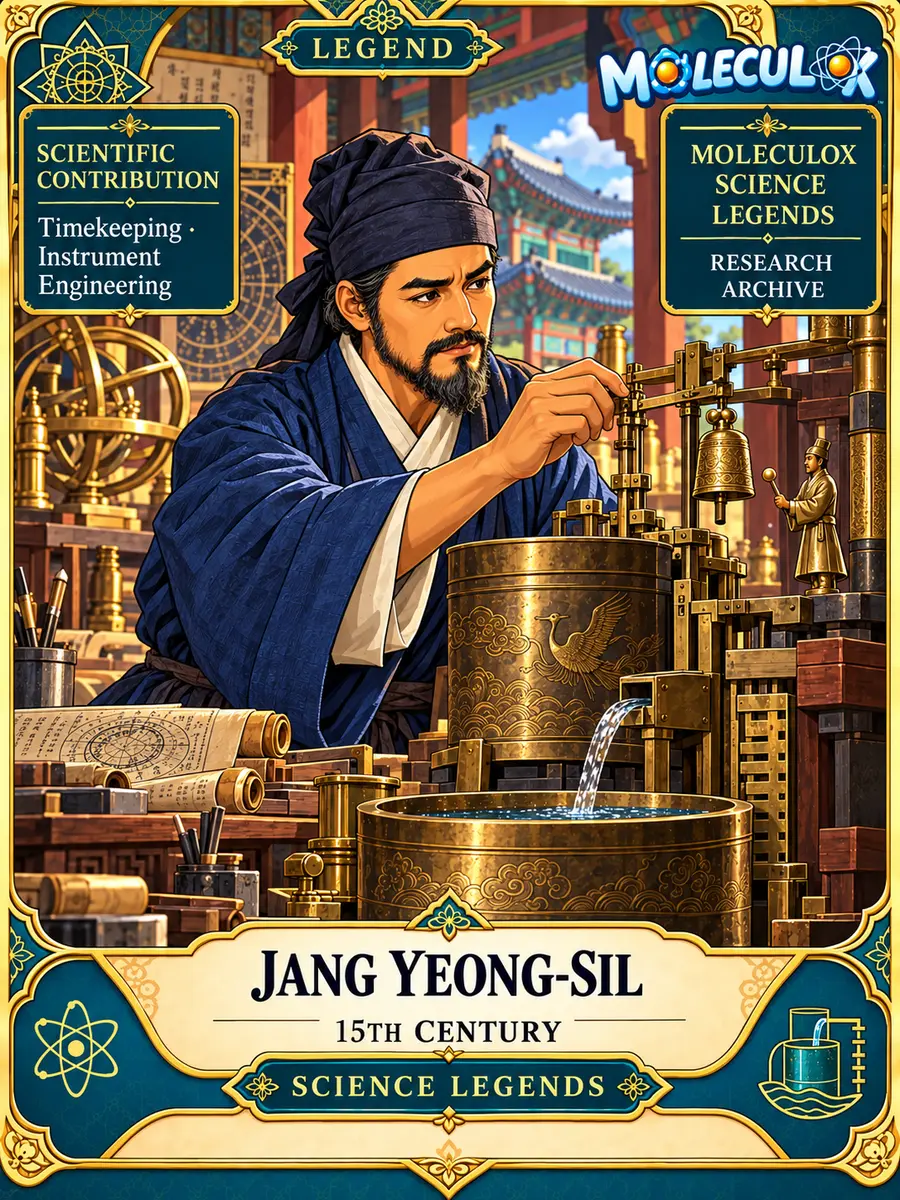 LEGEND
MOLECULOX
SCIENTIFIC
CONTRIBUTION
Timekeeping ·
Instrument
Engineering
MOLECULOX
SCIENCE
LEGENDS
RESEARCH
ARCHIVE
JANG YEONG-SIL
15TH CENTURY
SCIENCE LEGENDS